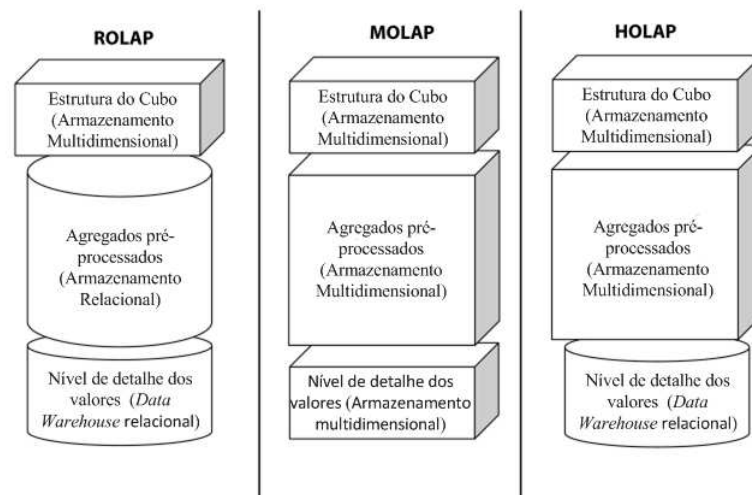 ROLAP
Estrutura do Cubo
(Armazenamento
Multidimensional)
Agregados pré-
processados
(Armazenamento
Relacional)
Nível de detalhe dos
valores (Data
Warehouse relacional)
MOLAP
Estrutura do Cubo
(Armazenamento
Multidimensional)
Agregados pré-
processados
(Armazenamento
Multidimensional)
Nível de detalhe dos
valores (Armazenamento
multidimensional)
HOLAP
Estrutura do Cubo
(Armazenamento
Multidimensional)
Agregados pré-
processados
(Armazenamento
Multidimensional)
Nível de detalhe dos
valores (Data
Warehouse relacional)